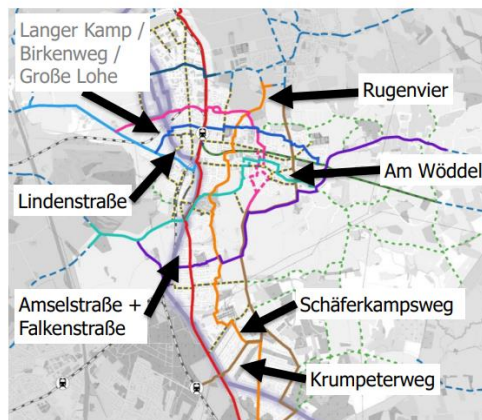 Langer Kamp /
Birkenweg /
Große Lohe
Rugenvier
Am Wöddel
Lindenstraße
Amselstraße +
Falkenstraße
Schäferkampsweg
Krumpeterweg